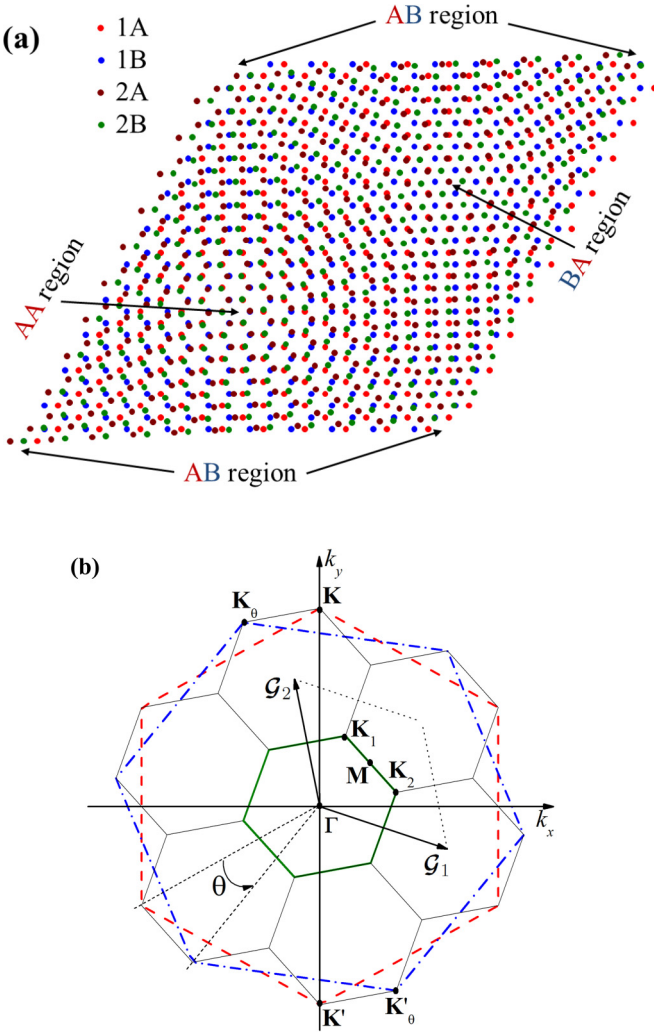 (a)
1A
1B
2A
2B
AB region
AA region
BA region
AB region
(b)
k_y
K_θ
K
𝒢_2
K_1
M
K_2
Γ
k_x
𝒢_1
θ
K'
K'_θ